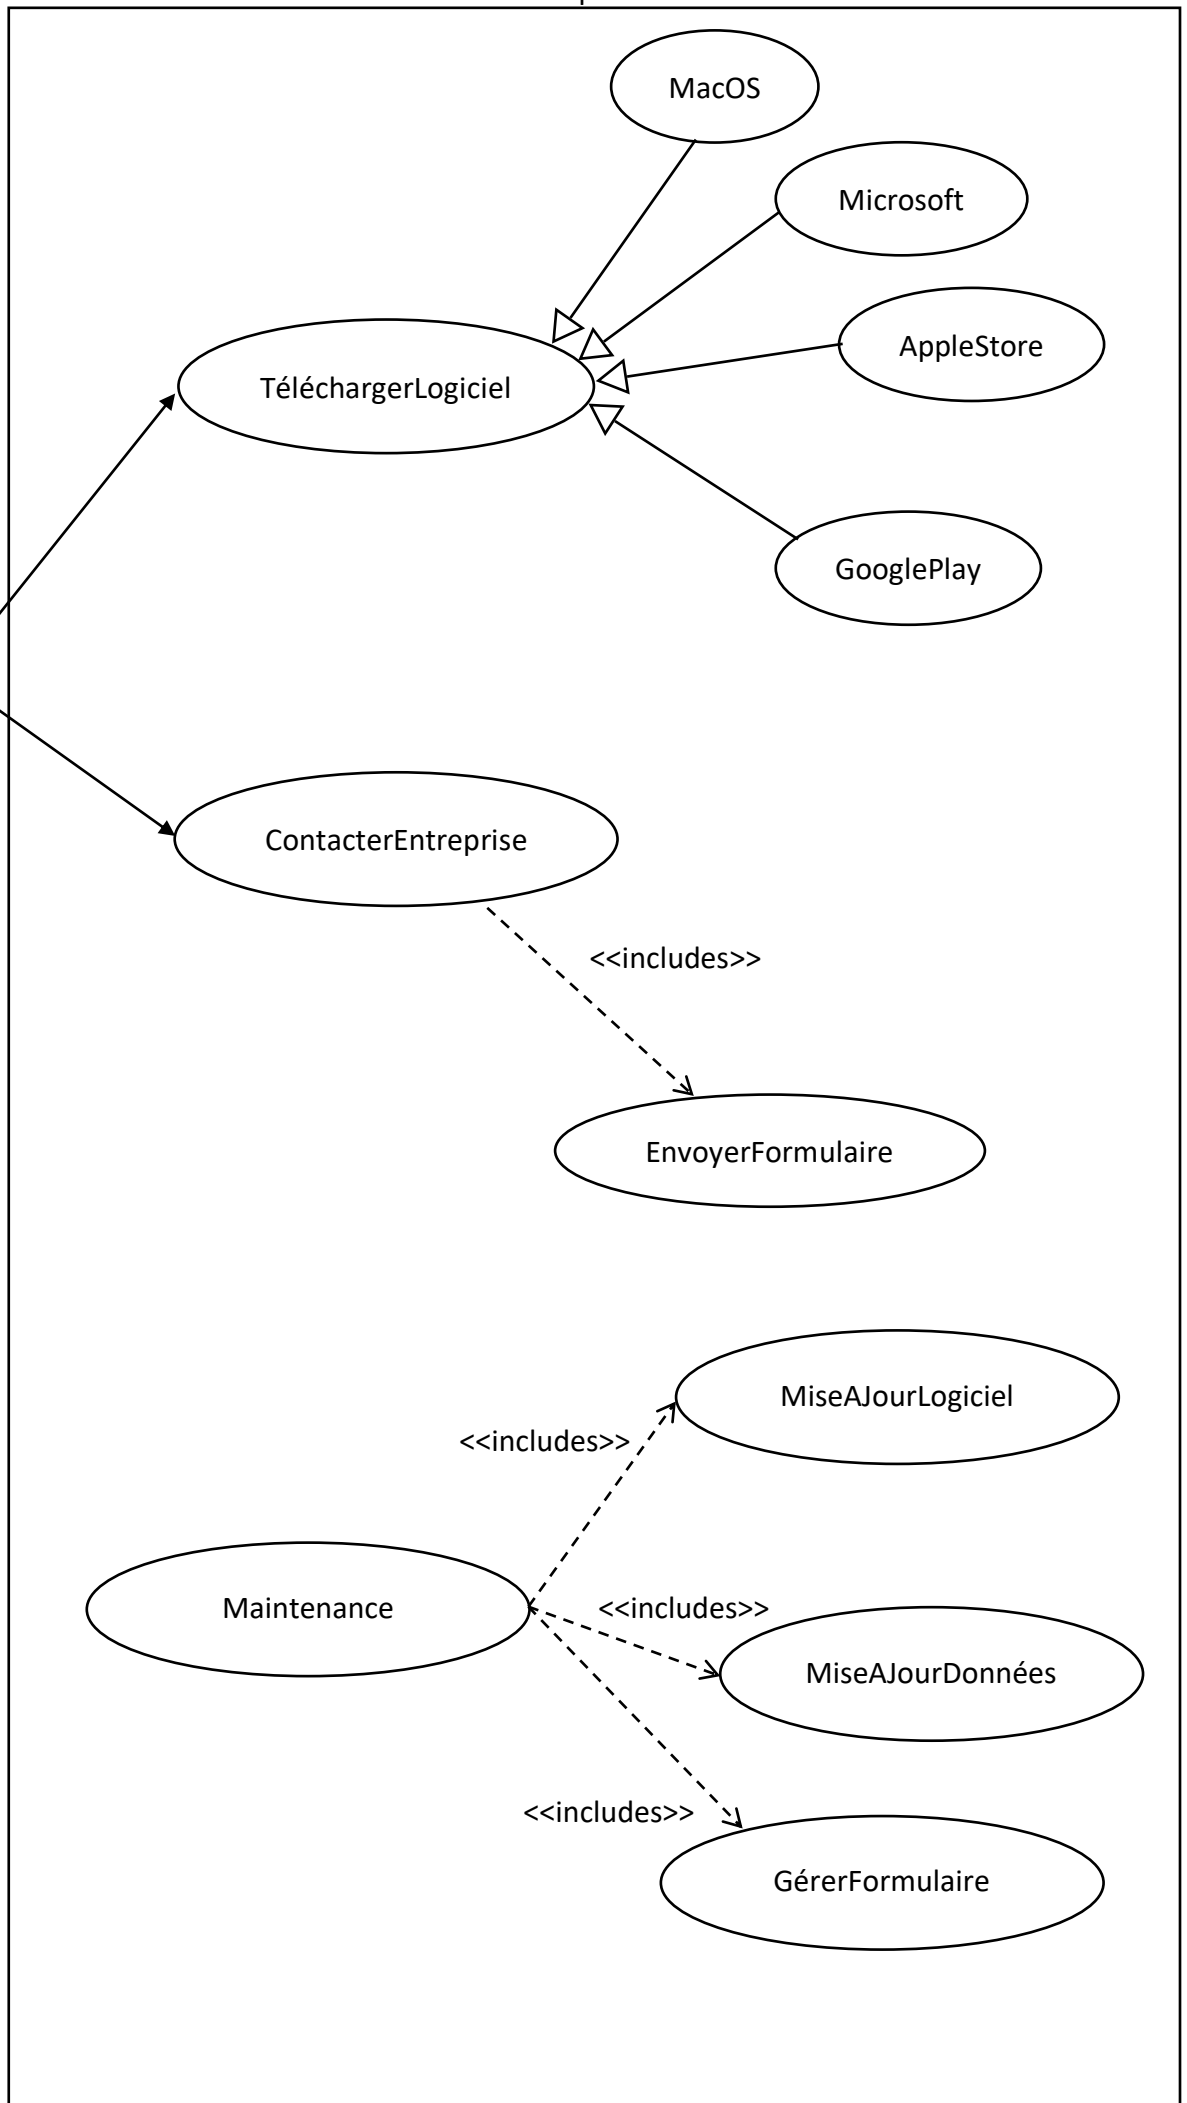 MacOS
Microsoft
AppleStore
TéléchargerLogiciel
GooglePlay
ContacterEntreprise
<<includes>>
EnvoyerFormulaire
MiseAJourLogiciel
<<includes>>
Maintenance
<<includes>>
MiseAJourDonnées
<<includes>>
GérerFormulaire